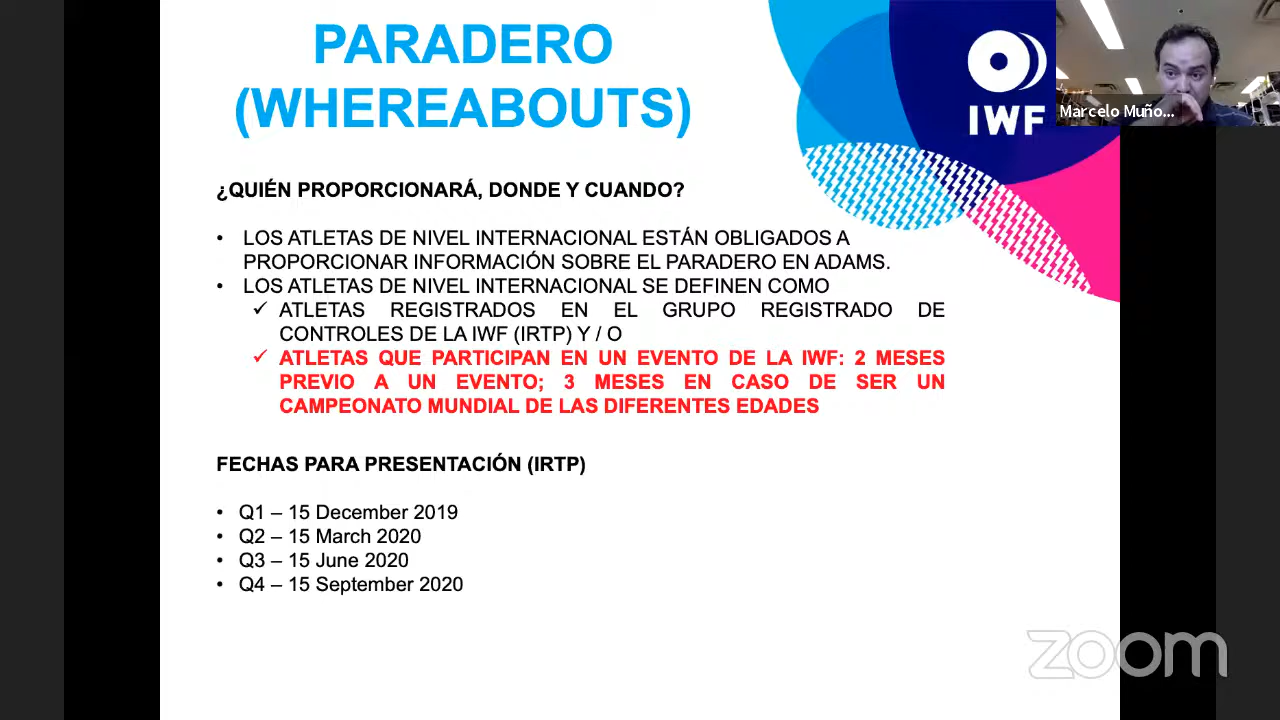 PARADERO
(WHEREABOUTS)
IWF
Marcelo Muño...
¿QUIÉN PROPORCIONARÁ, DONDE Y CUANDO?
• LOS ATLETAS DE NIVEL INTERNACIONAL ESTÁN OBLIGADOS A
PROPORCIONAR INFORMACIÓN SOBRE EL PARADERO EN ADAMS.
• LOS ATLETAS DE NIVEL INTERNACIONAL SE DEFINEN COMO
✓ ATLETAS REGISTRADOS EN EL GRUPO REGISTRADO DE
CONTROLES DE LA IWF (IRTP) Y / O
✓ ATLETAS QUE PARTICIPAN EN UN EVENTO DE LA IWF: 2 MESES
PREVIO A UN EVENTO; 3 MESES EN CASO DE SER UN
CAMPEONATO MUNDIAL DE LAS DIFERENTES EDADES
FECHAS PARA PRESENTACIÓN (IRTP)
• Q1 – 15 December 2019
• Q2 – 15 March 2020
• Q3 – 15 June 2020
• Q4 – 15 September 2020
zoom